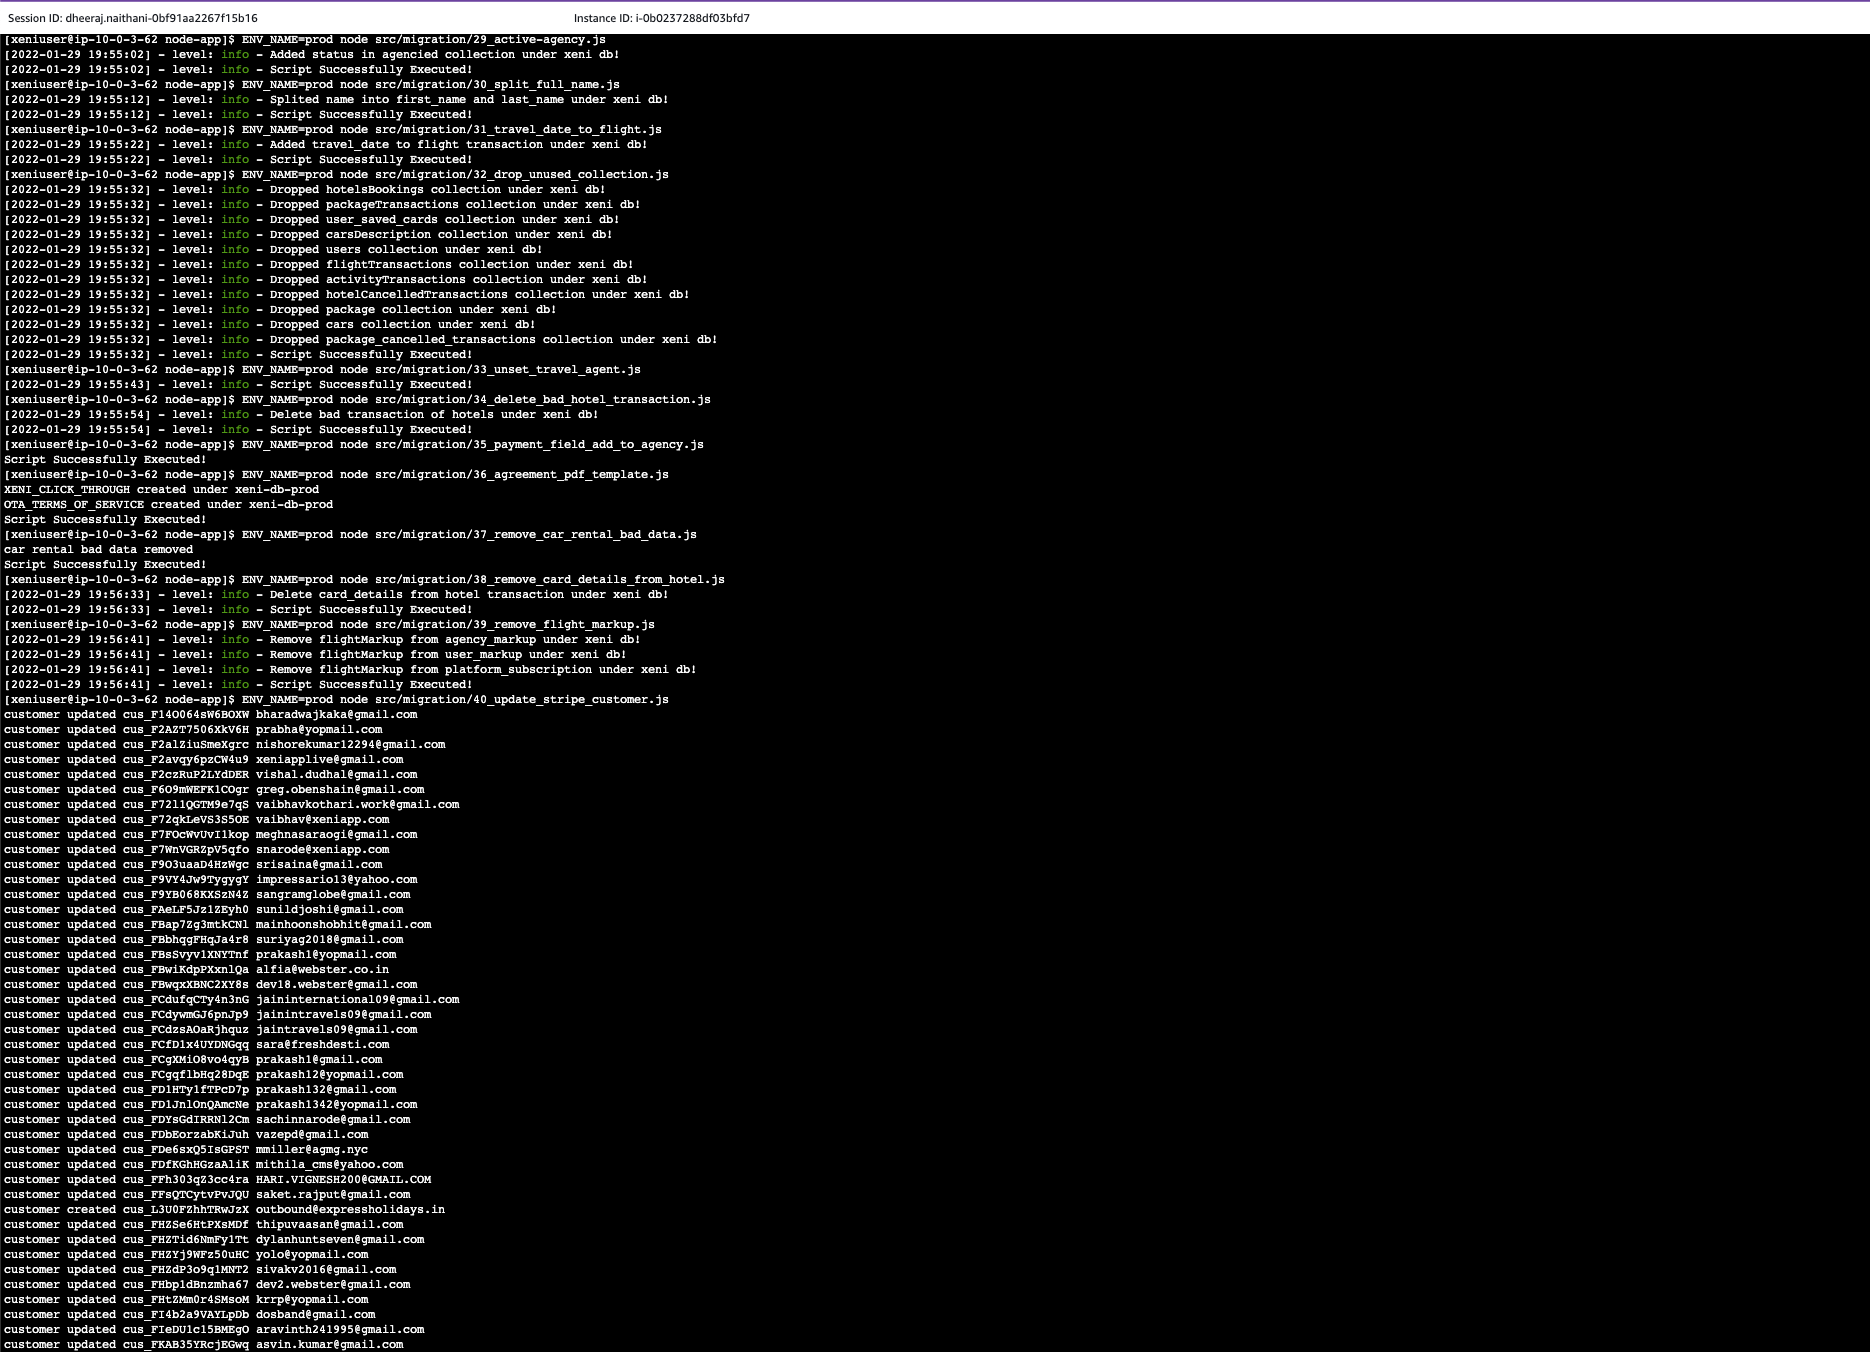 Session ID: dheeraj.naithani-0bf91aa2267f15b16 Instance ID: i-0b0237288df03bfd7
[xeniuser@ip-10-0-3-62 node-app]$ ENV_NAME=prod node src/migration/29_active-agency.js
[2022-01-29 19:55:02] - level: info - Added status in agencied collection under xeni db!
[2022-01-29 19:55:02] - level: info - Script Successfully Executed!
[xeniuser@ip-10-0-3-62 node-app]$ ENV_NAME=prod node src/migration/30_split_full_name.js
[2022-01-29 19:55:12] - level: info - Splited name into first_name and last_name under xeni db!
[2022-01-29 19:55:12] - level: info - Script Successfully Executed!
[xeniuser@ip-10-0-3-62 node-app]$ ENV_NAME=prod node src/migration/31_travel_date_to_flight.js
[2022-01-29 19:55:22] - level: info - Added travel_date to flight transaction under xeni db!
[2022-01-29 19:55:22] - level: info - Script Successfully Executed!
[xeniuser@ip-10-0-3-62 node-app]$ ENV_NAME=prod node src/migration/32_drop_unused_collection.js
[2022-01-29 19:55:32] - level: info - Dropped hotelsBookings collection under xeni db!
[2022-01-29 19:55:32] - level: info - Dropped packageTransactions collection under xeni db!
[2022-01-29 19:55:32] - level: info - Dropped user_saved_cards collection under xeni db!
[2022-01-29 19:55:32] - level: info - Dropped carsDescription collection under xeni db!
[2022-01-29 19:55:32] - level: info - Dropped users collection under xeni db!
[2022-01-29 19:55:32] - level: info - Dropped flightTransactions collection under xeni db!
[2022-01-29 19:55:32] - level: info - Dropped activityTransactions collection under xeni db!
[2022-01-29 19:55:32] - level: info - Dropped hotelCancelledTransactions collection under xeni db!
[2022-01-29 19:55:32] - level: info - Dropped package collection under xeni db!
[2022-01-29 19:55:32] - level: info - Dropped cars collection under xeni db!
[2022-01-29 19:55:32] - level: info - Dropped package_cancelled_transactions collection under xeni db!
[2022-01-29 19:55:32] - level: info - Script Successfully Executed!
[xeniuser@ip-10-0-3-62 node-app]$ ENV_NAME=prod node src/migration/33_unset_travel_agent.js
[2022-01-29 19:55:43] - level: info - Script Successfully Executed!
[xeniuser@ip-10-0-3-62 node-app]$ ENV_NAME=prod node src/migration/34_delete_bad_hotel_transaction.js
[2022-01-29 19:55:54] - level: info - Delete bad transaction of hotels under xeni db!
[2022-01-29 19:55:54] - level: info - Script Successfully Executed!
[xeniuser@ip-10-0-3-62 node-app]$ ENV_NAME=prod node src/migration/35_payment_field_add_to_agency.js
Script Successfully Executed!
[xeniuser@ip-10-0-3-62 node-app]$ ENV_NAME=prod node src/migration/36_agreement_pdf_template.js
XENI_CLICK_THROUGH created under xeni-db-prod
OTA_TERMS_OF_SERVICE created under xeni-db-prod
Script Successfully Executed!
[xeniuser@ip-10-0-3-62 node-app]$ ENV_NAME=prod node src/migration/37_remove_car_rental_bad_data.js
car rental bad data removed
Script Successfully Executed!
[xeniuser@ip-10-0-3-62 node-app]$ ENV_NAME=prod node src/migration/38_remove_card_details_from_hotel.js
[2022-01-29 19:56:33] - level: info - Delete card_details from hotel transaction under xeni db!
[2022-01-29 19:56:33] - level: info - Script Successfully Executed!
[xeniuser@ip-10-0-3-62 node-app]$ ENV_NAME=prod node src/migration/39_remove_flight_markup.js
[2022-01-29 19:56:41] - level: info - Remove flightMarkup from agency_markup under xeni db!
[2022-01-29 19:56:41] - level: info - Remove flightMarkup from user_markup under xeni db!
[2022-01-29 19:56:41] - level: info - Remove flightMarkup from platform_subscription under xeni db!
[2022-01-29 19:56:41] - level: info - Script Successfully Executed!
[xeniuser@ip-10-0-3-62 node-app]$ ENV_NAME=prod node src/migration/40_update_stripe_customer.js
customer updated cus_F14O064sW6BOXW bharadwajkaka@gmail.com
customer updated cus_F2AZT7506XkV6H prabha@yopmail.com
customer updated cus_F2alZiuSmeXgrc nishorekumar12294@gmail.com
customer updated cus_F2avqy6pzCW4u9 xeniapplive@gmail.com
customer updated cus_F2czRuP2LYdDER vishal.dudhal@gmail.com
customer updated cus_F6O9mWEFK1COgr greg.obenshain@gmail.com
customer updated cus_F72l1QGTM9e7qS vaibhavkothari.work@gmail.com
customer updated cus_F72qkLeVS3S5OE vaibhav@xeniapp.com
customer updated cus_F7FOcWvUvI1kop meghnasaraogi@gmail.com
customer updated cus_F7WnVGRZpV5qfo snarode@xeniapp.com
customer updated cus_F9O3uaaD4HzWgc srisaina@gmail.com
customer updated cus_F9VY4Jw9TygygY impressario13@yahoo.com
customer updated cus_F9YB068KXSzN4Z sangramglobe@gmail.com
customer updated cus_FAeLF5Jz1ZEyh0 sunildjoshi@gmail.com
customer updated cus_FBap7Zg3mtkCNl mainhoonshobhit@gmail.com
customer updated cus_FBbhqgFHqJa4r8 suriyag2018@gmail.com
customer updated cus_FBsSvyv1XNYTnf prakash1@yopmail.com
customer updated cus_FBwiKdpPXxnlQa alfia@webster.co.in
customer updated cus_FBwqxXBNC2XY8s dev18.webster@gmail.com
customer updated cus_FCdufqCTy4n3nG jaininternational09@gmail.com
customer updated cus_FCdywmGJ6pnJp9 jainintravels09@gmail.com
customer updated cus_FCdzsAOaRjhquz jaintravels09@gmail.com
customer updated cus_FCfD1x4UYDNGqq sara@freshdesti.com
customer updated cus_FCgXMiO8vo4qyB prakash1@gmail.com
customer updated cus_FCgqflbHq28DqE prakash12@yopmail.com
customer updated cus_FD1HTy1fTPcD7p prakash132@gmail.com
customer updated cus_FD1JnlOnQAmcNe prakash1342@yopmail.com
customer updated cus_FDYsGdIRRNl2Cm sachinnarode@gmail.com
customer updated cus_FDbEorzabKiJuh vazepd@gmail.com
customer updated cus_FDe6sxQ5IsGPST mmiller@agmg.nyc
customer updated cus_FDfKGhHGzaAliK mithila_cms@yahoo.com
customer updated cus_FFh303qZ3cc4ra HARI.VIGNESH200@GMAIL.COM
customer updated cus_FFsQTCytvPvJQU saket.rajput@gmail.com
customer created cus_L3U0FZhhTRwJzX outbound@expressholidays.in
customer updated cus_FHZSe6HtPXsMDf thipuvaasan@gmail.com
customer updated cus_FHZTid6NmFy1Tt dylanhuntseven@gmail.com
customer updated cus_FHZYj9WFz50uHC yolo@yopmail.com
customer updated cus_FHZdP3o9q1MNT2 sivakv2016@gmail.com
customer updated cus_FHbp1dBnzmha67 dev2.webster@gmail.com
customer updated cus_FHtZMm0r4SMsoM krrp@yopmail.com
customer updated cus_FI4b2a9VAYLpDb dosband@gmail.com
customer updated cus_FIeDU1c15BMEgO aravinth241995@gmail.com
customer updated cus_FKAB35YRcjEGwq asvin.kumar@gmail.com